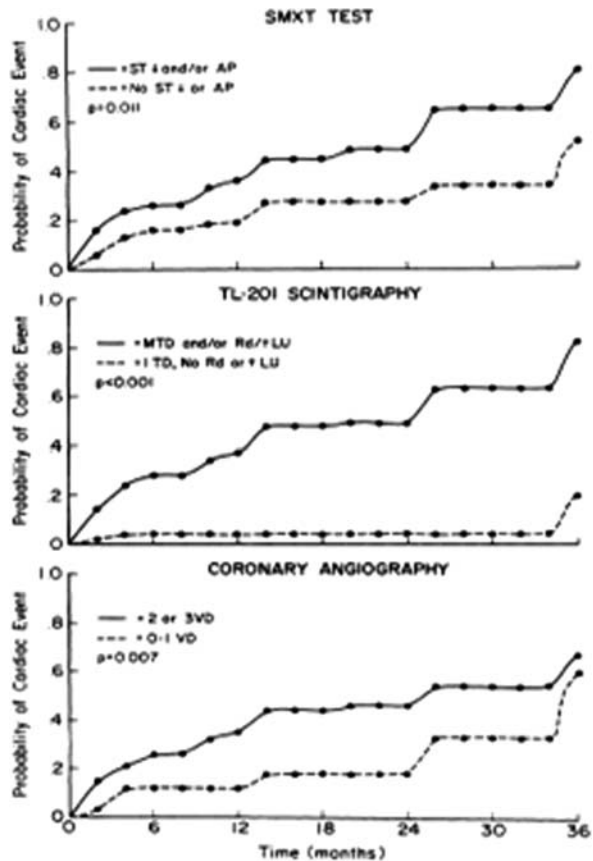 SMXT TEST
1.0
.8
.6
.4
.2
0
Probability of Cardiac Event
= ST ↓ and/or AP
= No ST ↓ or AP
p=0.011
TL-201 SCINTIGRAPHY
1.0
.8
.6
.4
.2
0
Probability of Cardiac Event
= MTD and/or Rd/↑LU
= 1 TD, No Rd or ↑ LU
p<0.001
CORONARY ANGIOGRAPHY
1.0
.8
.6
.4
.2
0
Probability of Cardiac Event
= 2 or 3VD
= 0-1 VD
p=0.007
0 6 12 18 24 30 36
Time (months)